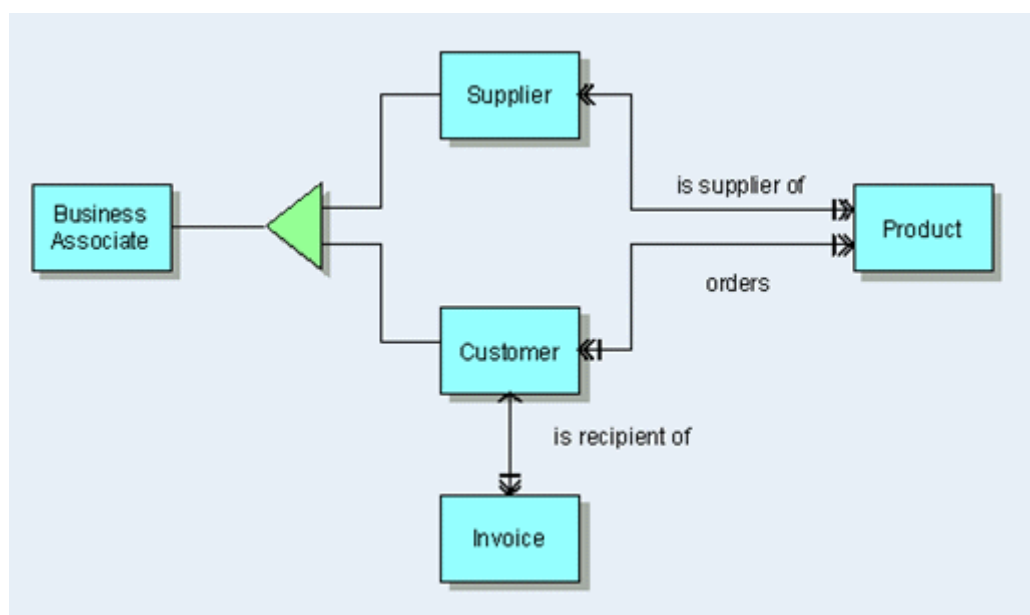 Supplier
is supplier of
Business
Associate
Product
orders
Customer
is recipient of
Invoice